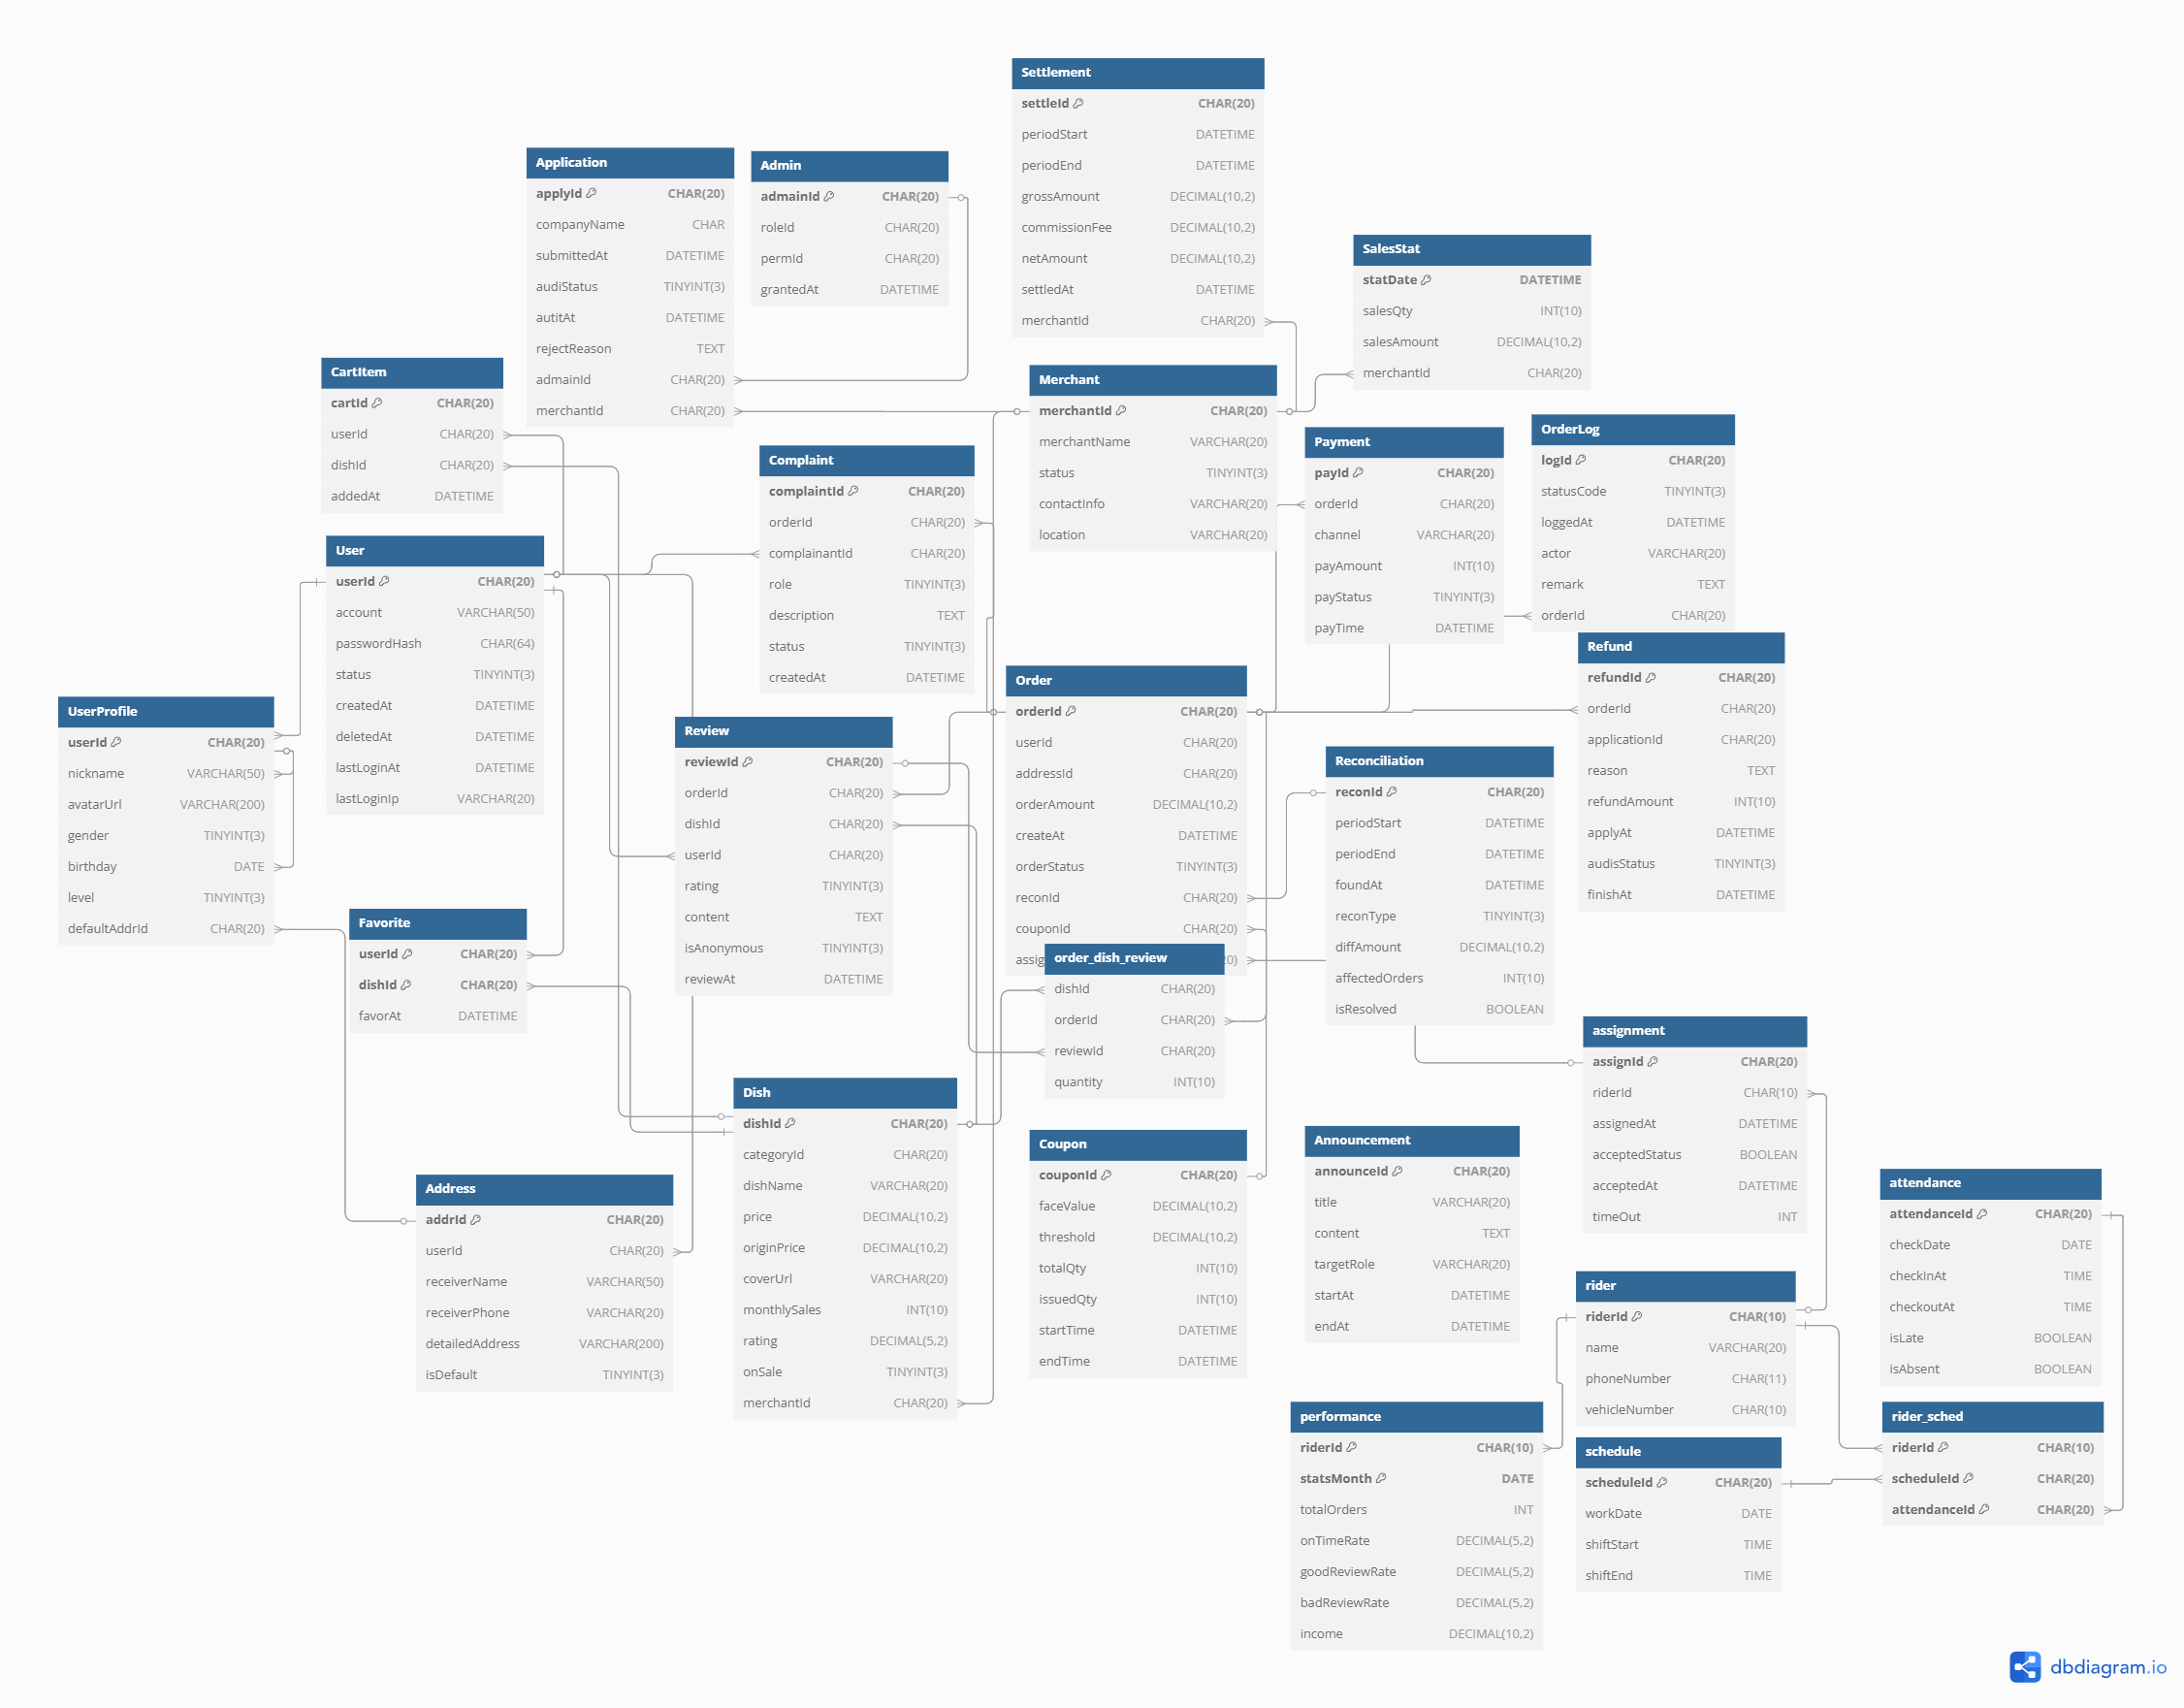 Settlement
settleId CHAR(20)
periodStart DATETIME
periodEnd DATETIME
grossAmount DECIMAL(10,2)
commissionFee DECIMAL(10,2)
netAmount DECIMAL(10,2)
settledAt DATETIME
merchantId CHAR(20)
Application
applyId CHAR(20)
companyName CHAR
submittedAt DATETIME
audiStatus TINYINT(3)
autitAt DATETIME
rejectReason TEXT
admainId CHAR(20)
merchantId CHAR(20)
Admin
admainId CHAR(20)
roleId CHAR(20)
permId CHAR(20)
grantedAt DATETIME
SalesStat
statDate DATETIME
salesQty INT(10)
salesAmount DECIMAL(10,2)
merchantId CHAR(20)
CartItem
cartId CHAR(20)
userId CHAR(20)
dishId CHAR(20)
addedAt DATETIME
Merchant
merchantId CHAR(20)
merchantName VARCHAR(20)
status TINYINT(3)
contactInfo VARCHAR(20)
location VARCHAR(20)
Complaint
complaintId CHAR(20)
orderId CHAR(20)
complainantId CHAR(20)
role TINYINT(3)
description TEXT
status TINYINT(3)
createdAt DATETIME
Payment
payId CHAR(20)
orderId CHAR(20)
channel VARCHAR(20)
payAmount INT(10)
payStatus TINYINT(3)
payTime DATETIME
OrderLog
logId CHAR(20)
statusCode TINYINT(3)
loggedAt DATETIME
actor VARCHAR(20)
remark TEXT
orderId CHAR(20)
User
userId CHAR(20)
account VARCHAR(50)
passwordHash CHAR(64)
status TINYINT(3)
createdAt DATETIME
deletedAt DATETIME
lastLoginAt DATETIME
lastLoginIp VARCHAR(20)
Refund
refundId CHAR(20)
orderId CHAR(20)
applicationId CHAR(20)
reason TEXT
refundAmount INT(10)
applyAt DATETIME
audisStatus TINYINT(3)
finishAt DATETIME
UserProfile
userId CHAR(20)
nickname VARCHAR(50)
avatarUrl VARCHAR(200)
gender TINYINT(3)
birthday DATE
level TINYINT(3)
defaultAddrId CHAR(20)
Review
reviewId CHAR(20)
orderId CHAR(20)
dishId CHAR(20)
userId CHAR(20)
rating TINYINT(3)
content TEXT
isAnonymous TINYINT(3)
reviewAt DATETIME
Order
orderId CHAR(20)
userId CHAR(20)
addressId CHAR(20)
orderAmount DECIMAL(10,2)
createAt DATETIME
orderStatus TINYINT(3)
reconId CHAR(20)
couponId CHAR(20)
Reconciliation
reconId CHAR(20)
periodStart DATETIME
periodEnd DATETIME
foundAt DATETIME
reconType TINYINT(3)
diffAmount DECIMAL(10,2)
affectedOrders INT(10)
isResolved BOOLEAN
Favorite
userId CHAR(20)
dishId CHAR(20)
favorAt DATETIME
order_dish_review
dishId CHAR(20)
orderId CHAR(20)
reviewId CHAR(20)
quantity INT(10)
assignment
assignId CHAR(20)
riderId CHAR(10)
assignedAt DATETIME
acceptedStatus BOOLEAN
acceptedAt DATETIME
timeOut INT
Dish
dishId CHAR(20)
categoryId CHAR(20)
dishName VARCHAR(20)
price DECIMAL(10,2)
originPrice DECIMAL(10,2)
coverUrl VARCHAR(20)
monthlySales INT(10)
rating DECIMAL(5,2)
onSale TINYINT(3)
merchantId CHAR(20)
Coupon
couponId CHAR(20)
faceValue DECIMAL(10,2)
threshold DECIMAL(10,2)
totalQty INT(10)
issuedQty INT(10)
startTime DATETIME
endTime DATETIME
Announcement
announceId CHAR(20)
title VARCHAR(20)
content TEXT
targetRole VARCHAR(20)
startAt DATETIME
endAt DATETIME
Address
addrId CHAR(20)
userId CHAR(20)
receiverName VARCHAR(50)
receiverPhone VARCHAR(20)
detailedAddress VARCHAR(200)
isDefault TINYINT(3)
attendance
attendanceId CHAR(20)
checkDate DATE
checkInAt TIME
checkoutAt TIME
isLate BOOLEAN
isAbsent BOOLEAN
rider
riderId CHAR(10)
name VARCHAR(20)
phoneNumber CHAR(11)
vehicleNumber CHAR(10)
performance
riderId CHAR(10)
statsMonth DATE
totalOrders INT
onTimeRate DECIMAL(5,2)
goodReviewRate DECIMAL(5,2)
badReviewRate DECIMAL(5,2)
income DECIMAL(10,2)
schedule
scheduleId CHAR(20)
workDate DATE
shiftStart TIME
shiftEnd TIME
rider_sched
riderId CHAR(10)
scheduleId CHAR(20)
attendanceId CHAR(20)
dbdiagram.io